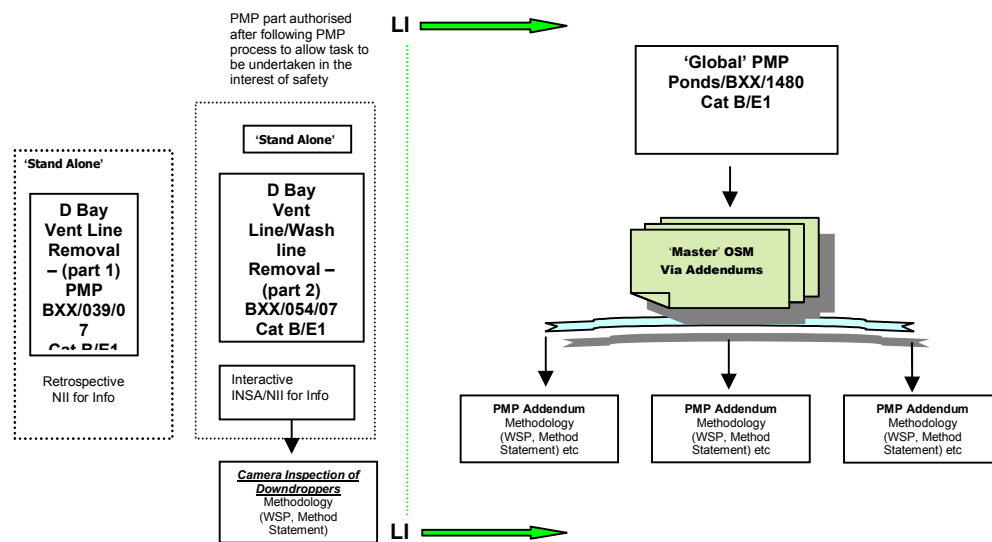 PMP part authorised
after following PMP
process to allow task to
be undertaken in the
interest of safety
LI
'Stand Alone'
D Bay
Vent Line
Removal
– (part 1)
PMP
BXX/039/0
7
Cat B/E1
Retrospective
NII for Info
'Stand Alone'
D Bay
Vent
Line/Wash
line
Removal –
(part 2)
BXX/054/07
Cat B/E1
Interactive
INSA/NII for Info
Camera Inspection of
Downdroppers
Methodology
(WSP, Method
Statement)
LI
'Global' PMP
Ponds/BXX/1480
Cat B/E1
'Master' OSM
Via Addendums
PMP Addendum
Methodology
(WSP, Method
Statement) etc
PMP Addendum
Methodology
(WSP, Method
Statement) etc
PMP Addendum
Methodology
(WSP, Method
Statement) etc